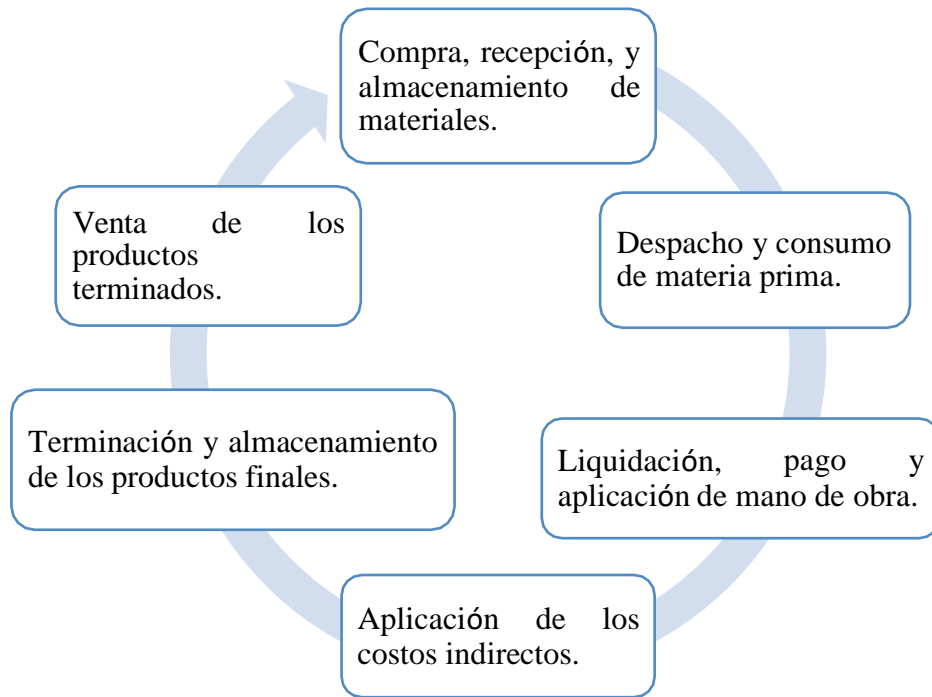 Compra, recepción, y
almacenamiento de
materiales.
Despacho y consumo
de materia prima.
Liquidación, pago y
aplicación de mano de obra.
Aplicación de los
costos indirectos.
Terminación y almacenamiento
de los productos finales.
Venta de los
productos
terminados.